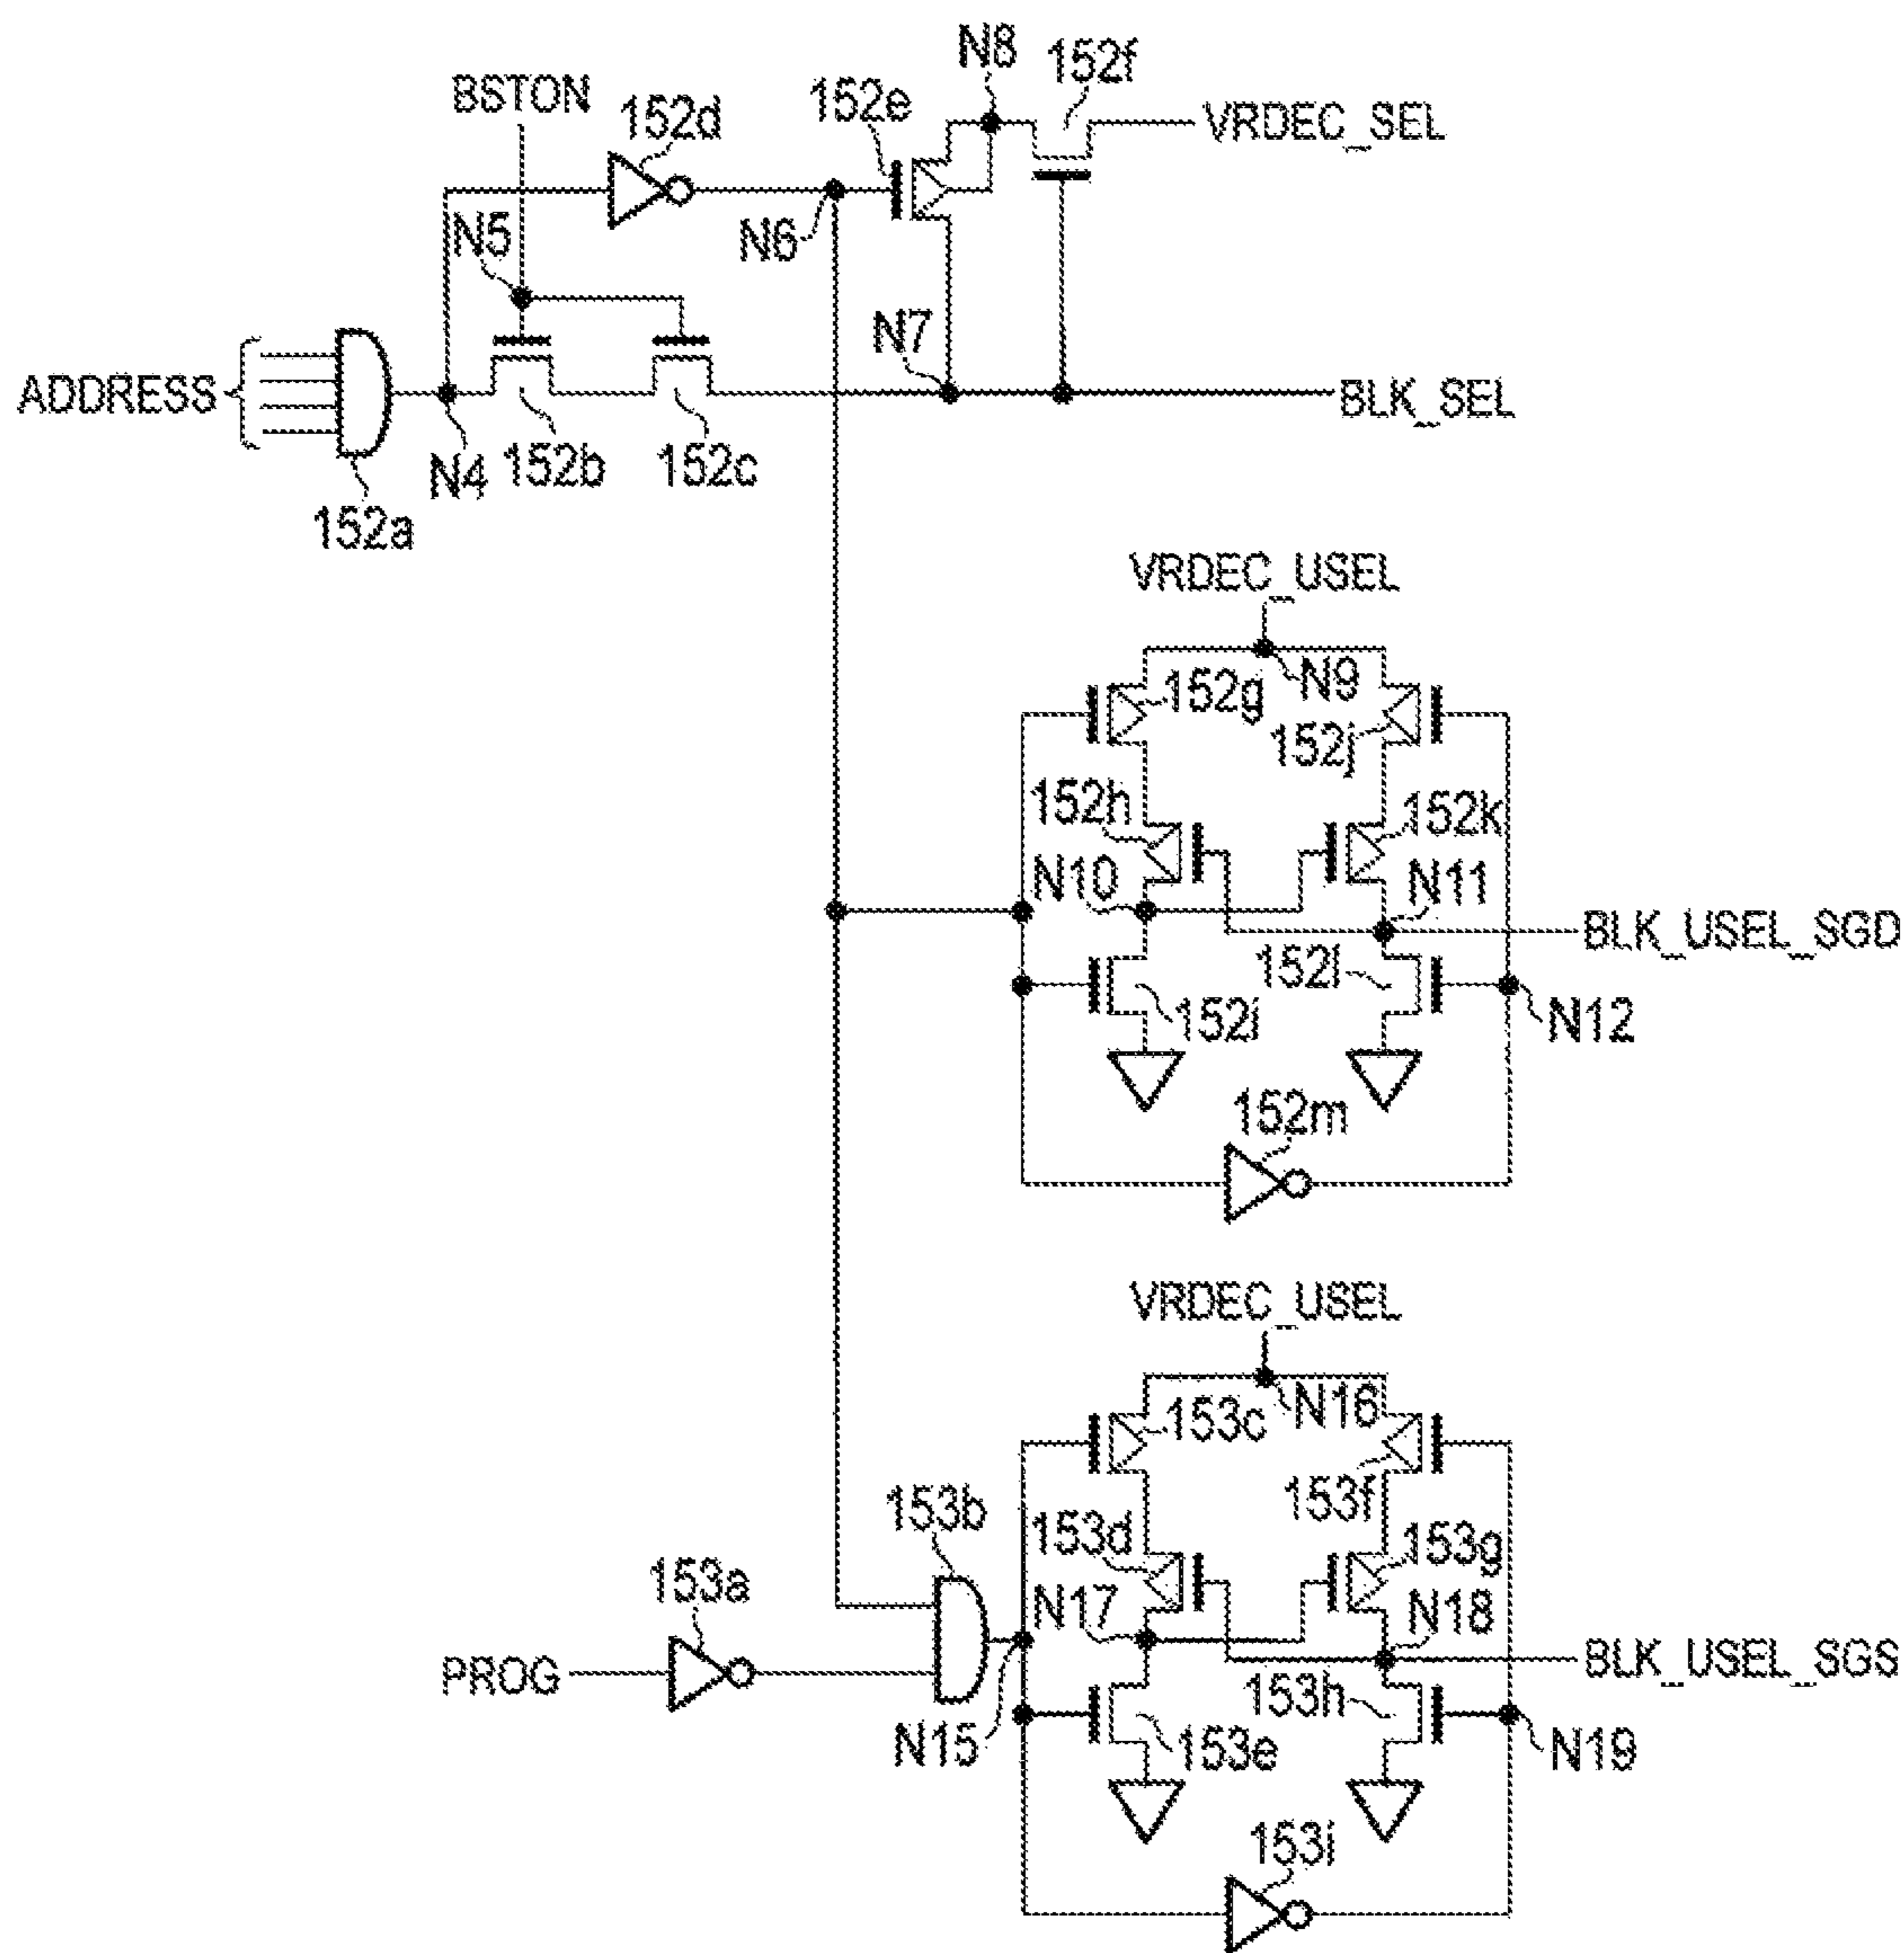 N8
152f
BSTON
152d
152e
VRDEC_SEL
N5
N6
N7
ADDRESS
BLK_SEL
N4
152b
152c
152a
VRDEC_USEL
N9
152g
152j
152h
152k
N10
N11
BLK_USEL_SGD
152l
152i
N12
152m
VRDEC_USEL
N16
153c
153b
153f
153d
153g
153a
N17
N18
PROG
BLK_USEL_SGS
153h
N15
153e
N19
153i